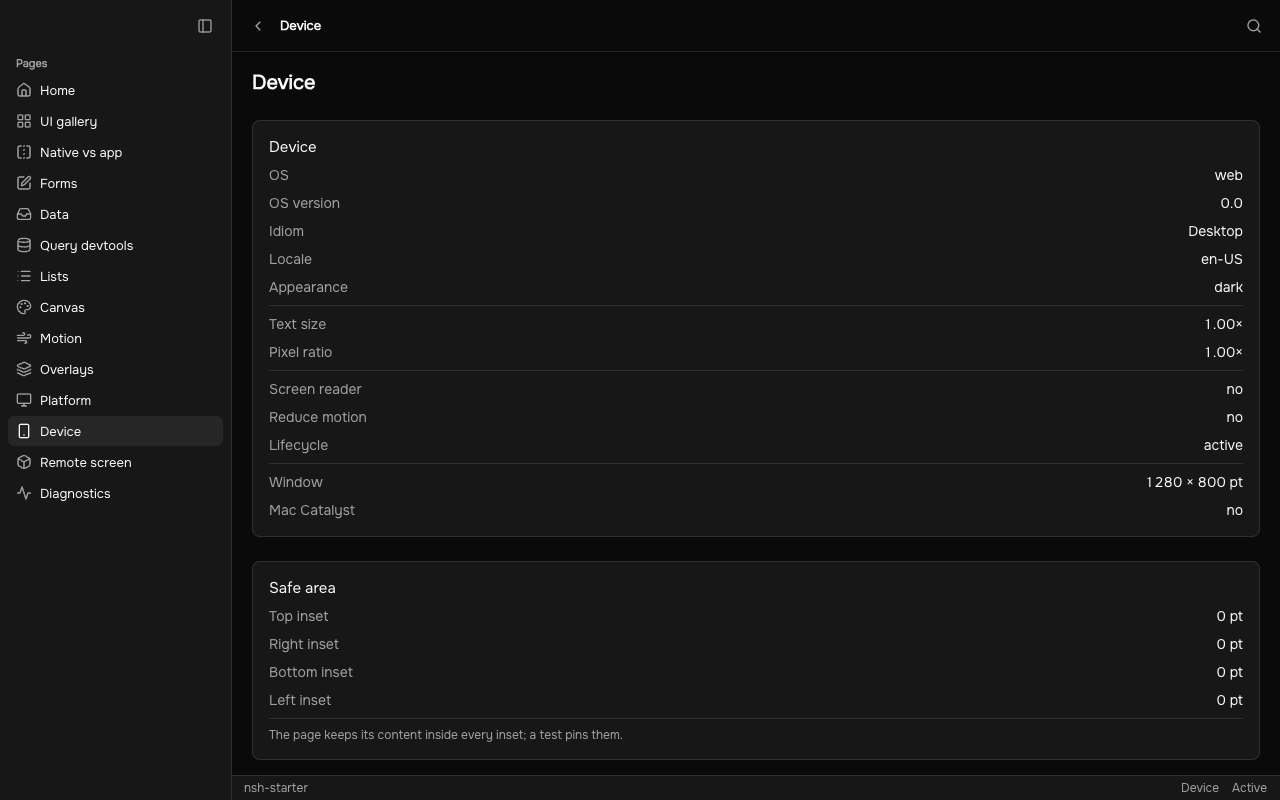 Device
Pages
Home
UI gallery
Native vs app
Forms
Data
Query devtools
Lists
Canvas
Motion
Overlays
Platform
Device
Remote screen
Diagnostics
Device
Device
OS web
OS version 0.0
Idiom Desktop
Locale en-US
Appearance dark
Text size 1.00×
Pixel ratio 1.00×
Screen reader no
Reduce motion no
Lifecycle active
Window 1280 × 800 pt
Mac Catalyst no
Safe area
Top inset 0 pt
Right inset 0 pt
Bottom inset 0 pt
Left inset 0 pt
The page keeps its content inside every inset; a test pins them.
nsh-starter Device Active